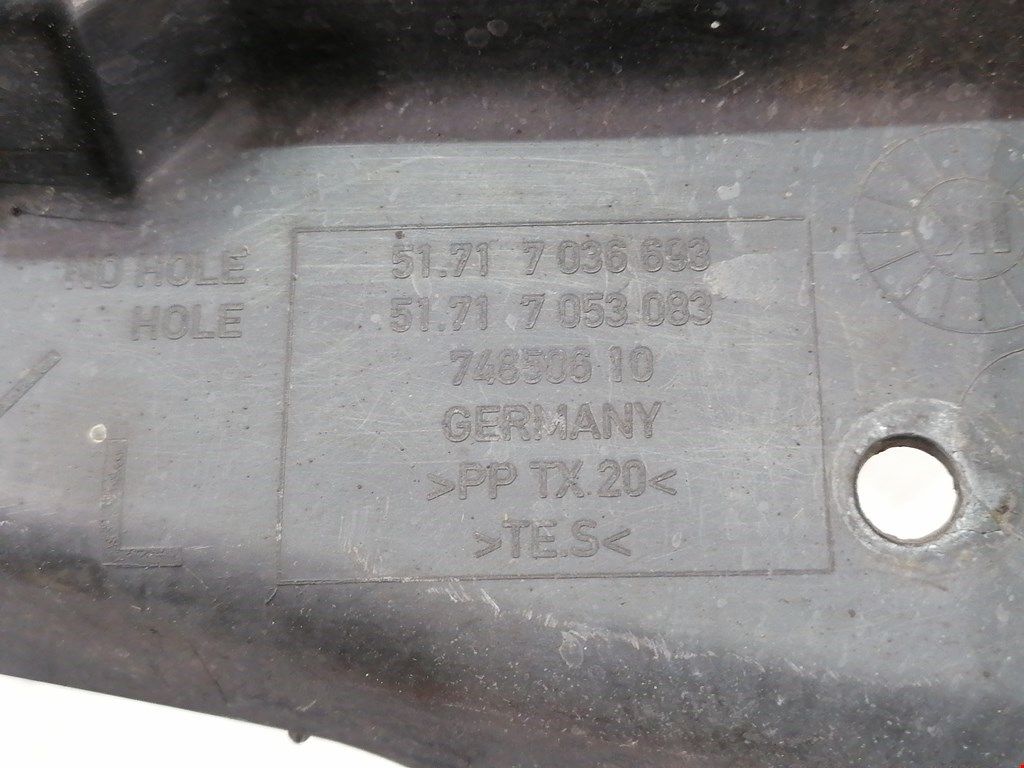 NO HOLE 51.71 7 036 693
HOLE 51.71 7 053 083
748506 10
GERMANY
>PP TX.20<
>TE.S<
L